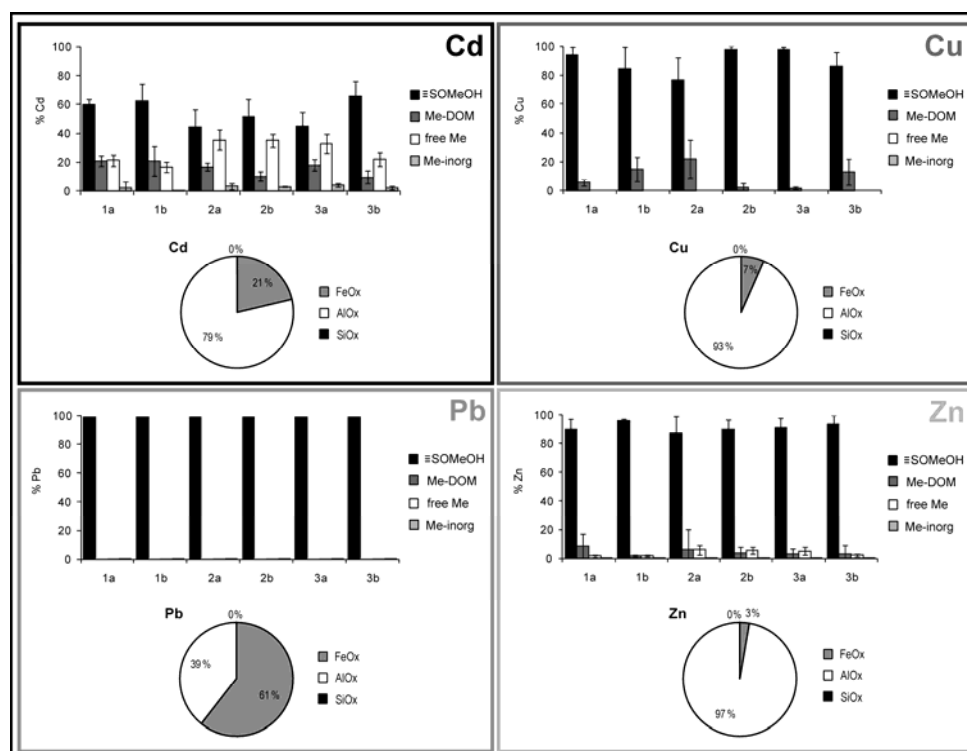 Cd
100
80
60
40
20
0
% Cd
1a 1b 2a 2b 3a 3b
≡SOMeOH
Me-DOM
free Me
Me-inorg
Cd
0%
21 %
79 %
FeOx
AlOx
SiOx
Cu
100
80
60
40
20
0
% Cu
1a 1b 2a 2b 3a 3b
≡SOMeOH
Me-DOM
free Me
Me-inorg
Cu
0%
7%
93 %
FeOx
AlOx
SiOx
Pb
100
80
60
40
20
0
% Pb
1a 1b 2a 2b 3a 3b
≡SOMeOH
Me-DOM
free Me
Me-inorg
Pb
0%
39 %
61 %
FeOx
AlOx
SiOx
Zn
100
80
60
40
20
0
% Zn
1a 1b 2a 2b 3a 3b
≡SOMeOH
Me-DOM
free Me
Me-inorg
Zn
0% 3%
97 %
FeOx
AlOx
SiOx